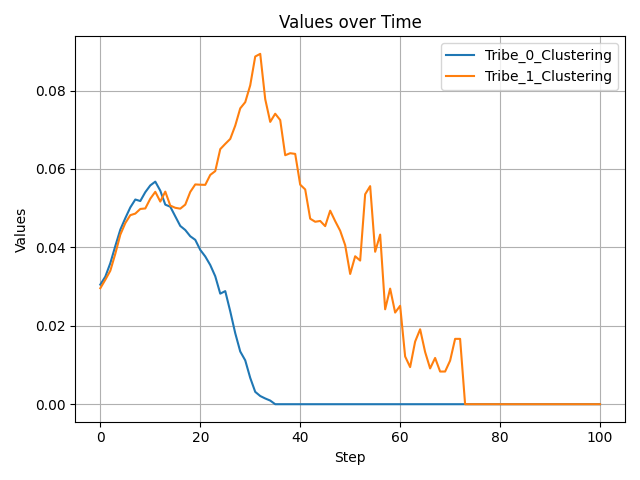 Values over Time
Tribe_0_Clustering
Tribe_1_Clustering
Values
0.08
0.06
0.04
0.02
0.00
0
20
40
60
80
100
Step